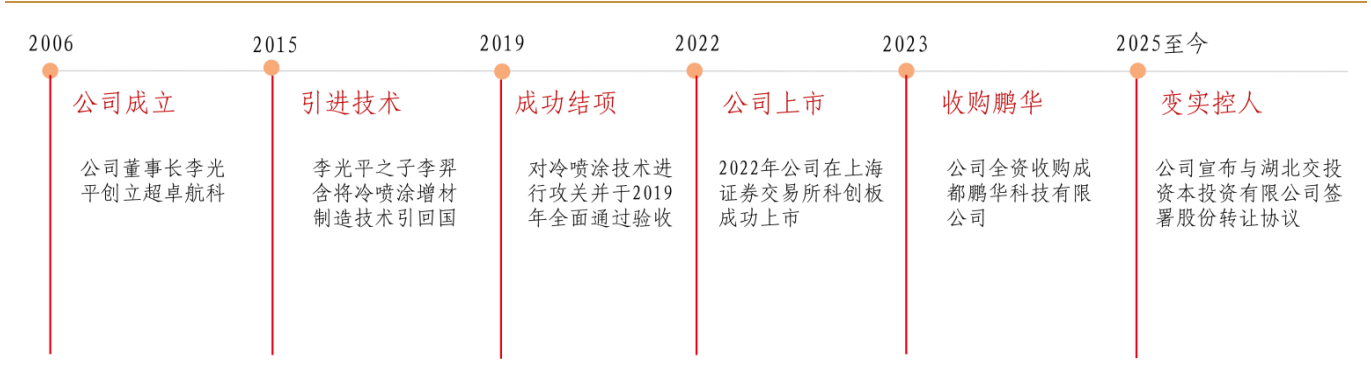 2006
公司成立
公司董事长李光
平创立超卓航科
2015
引进技术
李光平之子李羿
含将冷喷涂增材
制造技术引回国
2019
成功结项
对冷喷涂技术进
行攻关并于2019
年全面通过验收
2022
公司上市
2022年公司在上海
证券交易所科创板
成功上市
2023
收购鹏华
公司全资收购成
都鹏华科技有限
公司
2025至今
变实控人
公司宣布与湖北交投
资本投资有限公司签
署股份转让协议